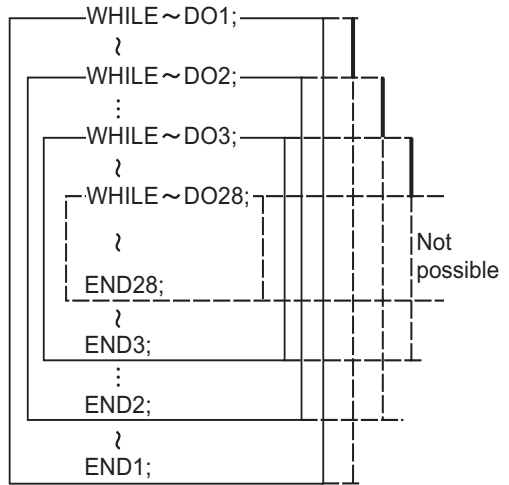 WHILE～DO1;
～
WHILE～DO2;
⋮
WHILE～DO3;
～
WHILE～DO28;
～
Not
possible
END28;
～
END3;
⋮
END2;
～
END1;